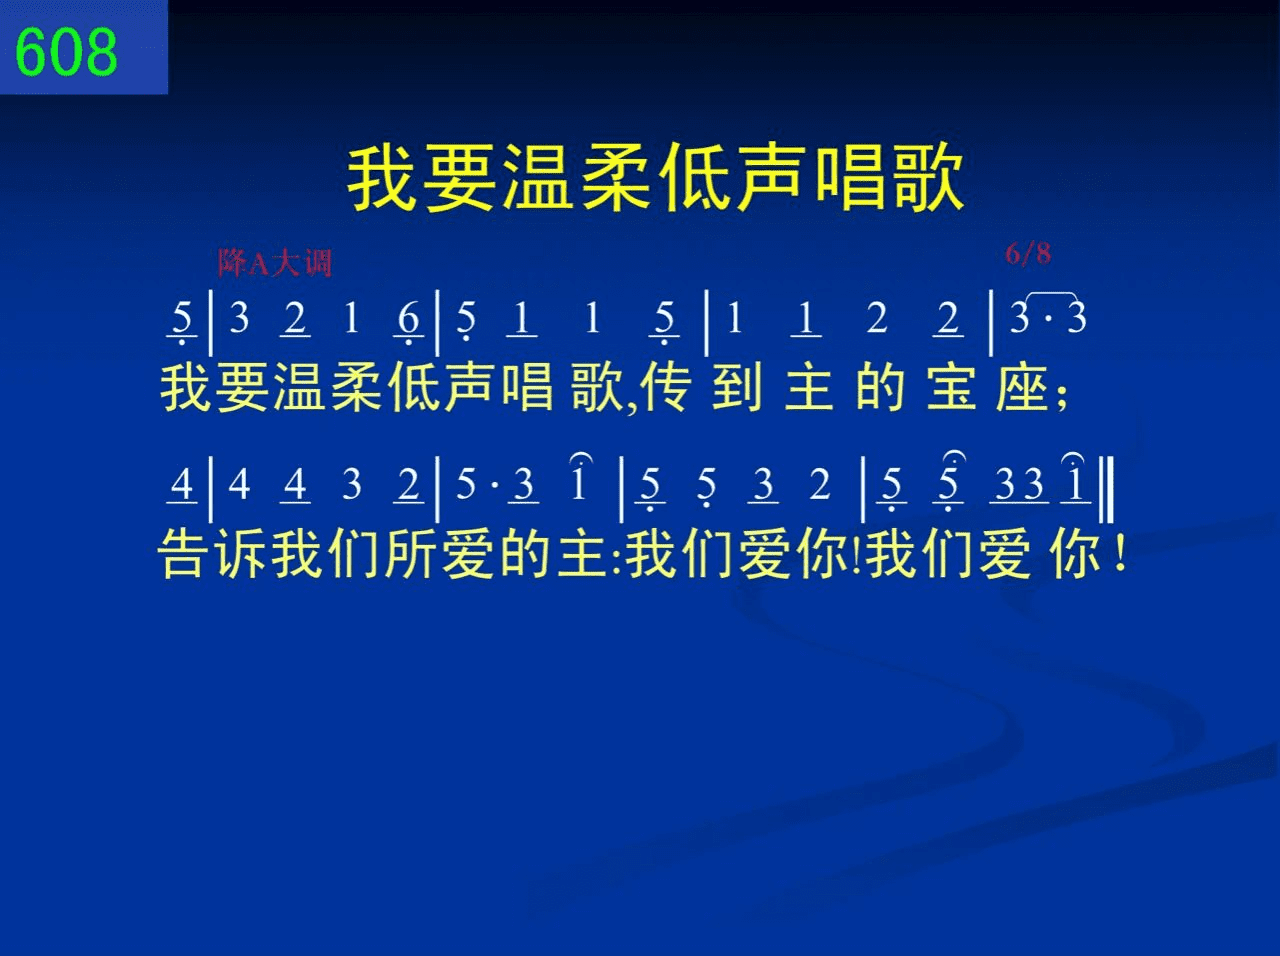 608
我要温柔低声唱歌
降A大调 6/8
5̣ | 3 2 1 6̣ | 5̣ 1 1 5̣ | 1 1 2 2 | 3 · 3
我要温柔低声唱歌,传到主的宝座；
4 | 4 4 3 2 | 5 · 3 1 | 5̣ 5̣ 3 2 | 5̣ 5̣ 3 3 1 ||
告诉我们所爱的主:我们爱你!我们爱你！